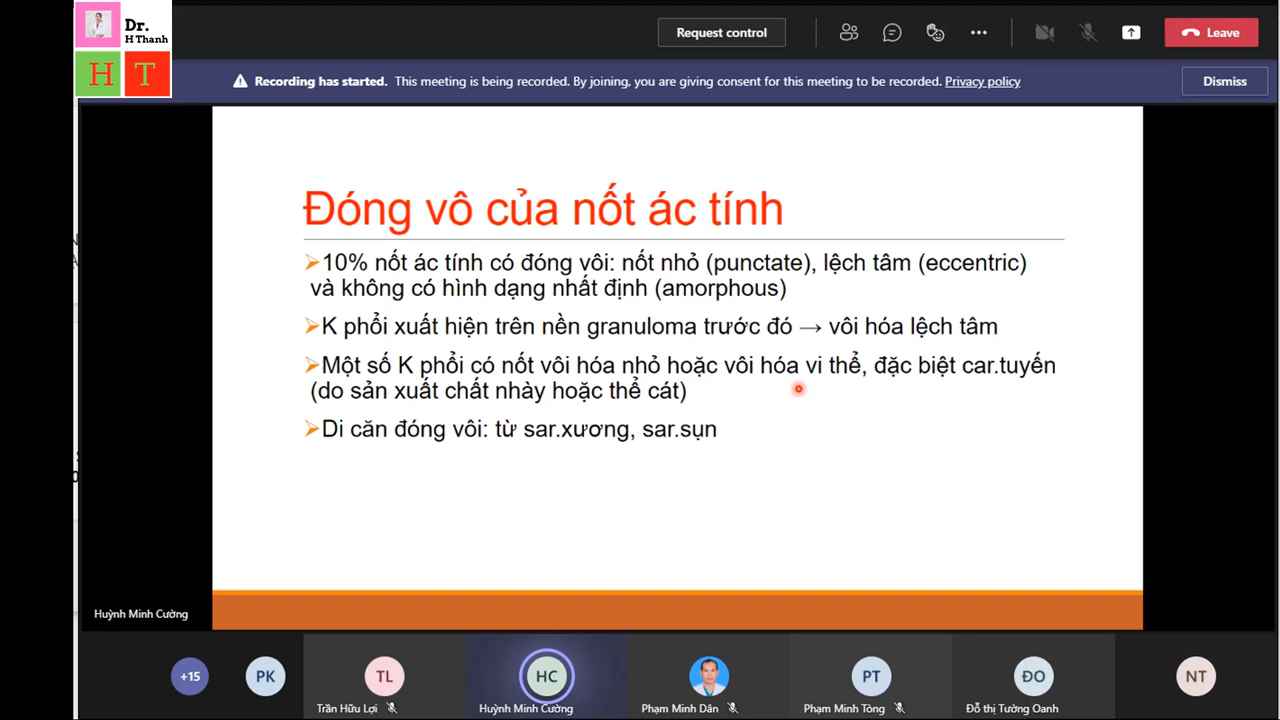 Dr.
H Thanh
H T
Request control
Leave
Recording has started. This meeting is being recorded. By joining, you are giving consent for this meeting to be recorded. Privacy policy
Dismiss
Đóng vô của nốt ác tính
➢10% nốt ác tính có đóng vôi: nốt nhỏ (punctate), lệch tâm (eccentric)
và không có hình dạng nhất định (amorphous)
➢K phổi xuất hiện trên nền granuloma trước đó → vôi hóa lệch tâm
➢Một số K phổi có nốt vôi hóa nhỏ hoặc vôi hóa vi thể, đặc biệt car.tuyến
(do sản xuất chất nhày hoặc thể cát)
➢Di căn đóng vôi: từ sar.xương, sar.sụn
Huỳnh Minh Cường
+15
PK
TL
HC
PT
ĐO
NT
Trần Hữu Lợi
Huỳnh Minh Cường
Phạm Minh Dân
Phạm Minh Tòng
Đỗ thị Tường Oanh